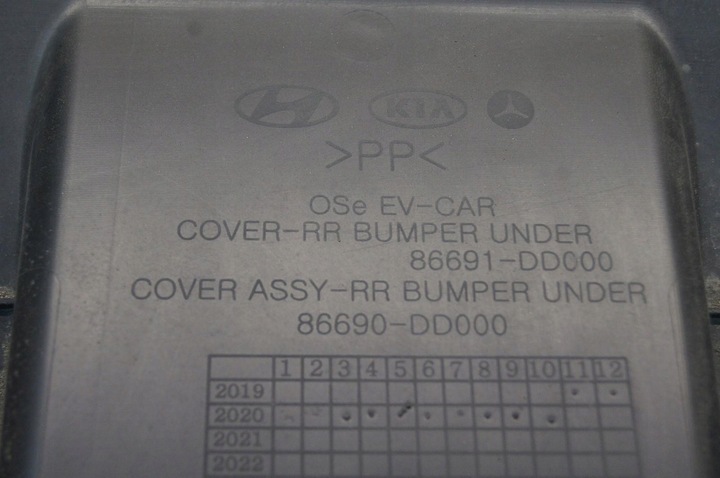 KIA
>PP<
OSe EV-CAR
COVER-RR BUMPER UNDER
86691-DD000
COVER ASSY-RR BUMPER UNDER
86690-DD000
1 2 3 4 5 6 7 8 9 10 11 12
2019
2020
2021
2022